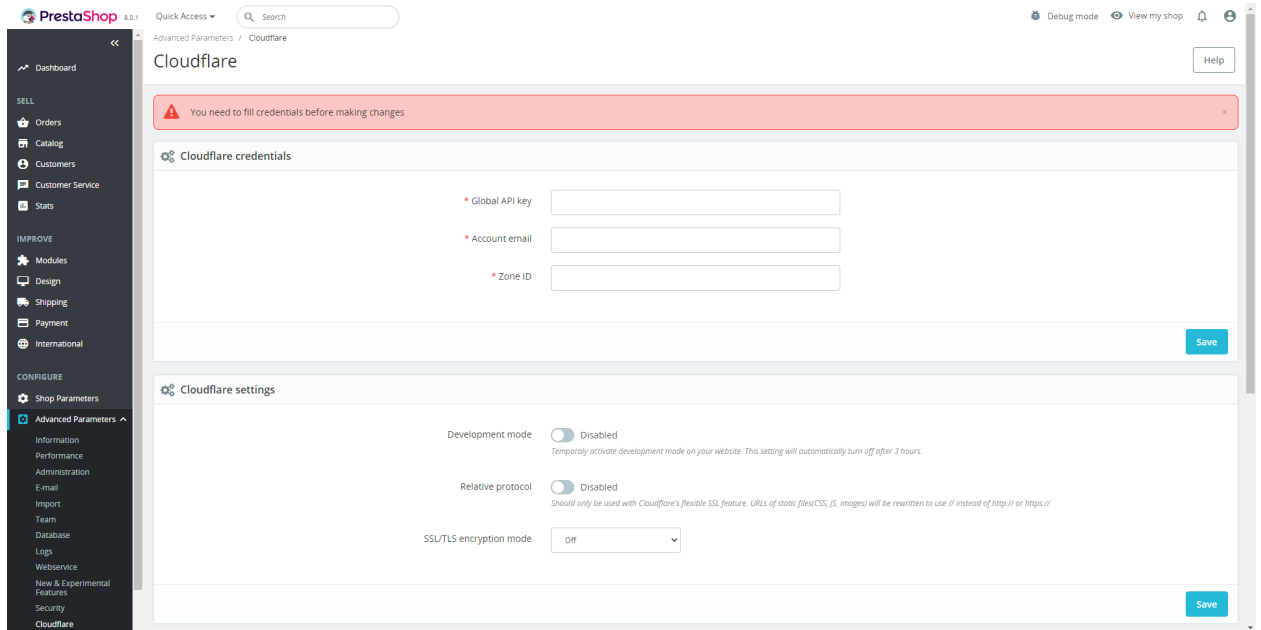 PrestaShop 8.0.1
Quick Access
Search
Debug mode
View my shop
Advanced Parameters / Cloudflare
Cloudflare
Help
Dashboard
SELL
Orders
Catalog
Customers
Customer Service
Stats
IMPROVE
Modules
Design
Shipping
Payment
International
CONFIGURE
Shop Parameters
Advanced Parameters
Information
Performance
Administration
E-mail
Import
Team
Database
Logs
Webservice
New & Experimental
Features
Security
Cloudflare
You need to fill credentials before making changes
×
Cloudflare credentials
* Global API key
* Account email
* Zone ID
Save
Cloudflare settings
Development mode
Disabled
Temporaly activate development mode on your website. This setting will automatically turn off after 3 hours.
Relative protocol
Disabled
Should only be used with Cloudflare's flexible SSL feature. URLs of static files(CSS, JS, images) will be rewritten to use // instead of http:// or https://
SSL/TLS encryption mode
Off
Save